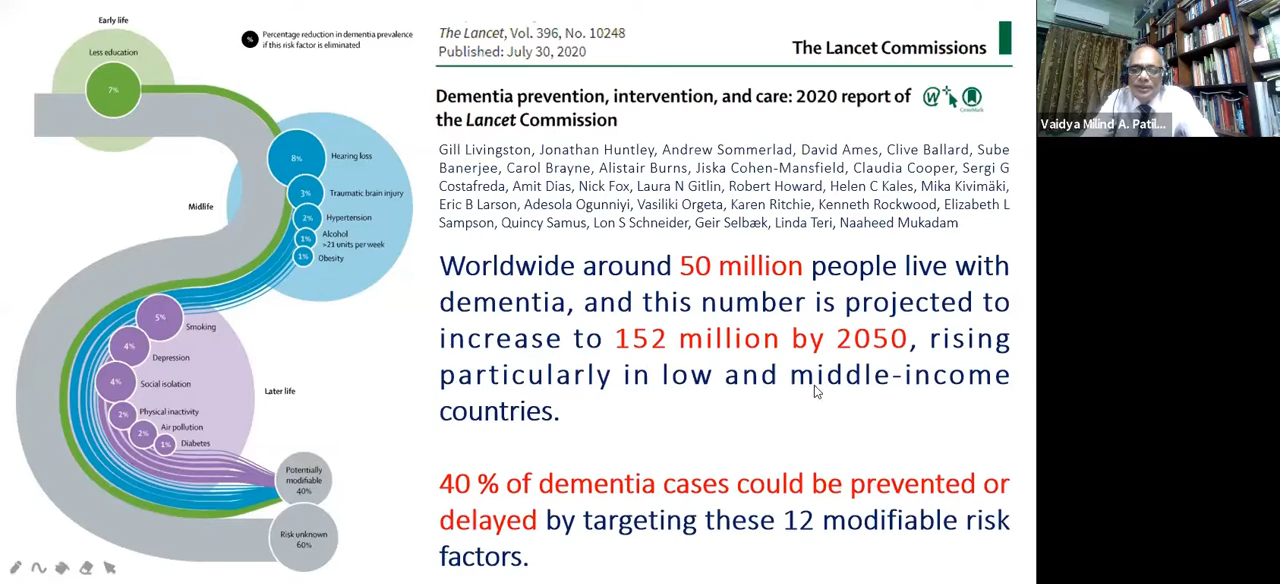 Early life
Less education
7%
% Percentage reduction in dementia prevalence
if this risk factor is eliminated
8%
Hearing loss
3%
Traumatic brain injury
Midlife
2%
Hypertension
1%
Alcohol
>21 units per week
1%
Obesity
5%
Smoking
4%
Depression
4%
Social isolation
Later life
2%
Physical inactivity
2%
Air pollution
1%
Diabetes
Potentially
modifiable
40%
Risk unknown
60%
The Lancet, Vol. 396, No. 10248
Published: July 30, 2020
The Lancet Commissions
Dementia prevention, intervention, and care: 2020 report of
the Lancet Commission
W
CrossMark
Gill Livingston, Jonathan Huntley, Andrew Sommerlad, David Ames, Clive Ballard, Sube
Banerjee, Carol Brayne, Alistair Burns, Jiska Cohen-Mansfield, Claudia Cooper, Sergi G
Costafreda, Amit Dias, Nick Fox, Laura N Gitlin, Robert Howard, Helen C Kales, Mika Kivimäki,
Eric B Larson, Adesola Ogunniyi, Vasiliki Orgeta, Karen Ritchie, Kenneth Rockwood, Elizabeth L
Sampson, Quincy Samus, Lon S Schneider, Geir Selbæk, Linda Teri, Naaheed Mukadam
Worldwide around 50 million people live with
dementia, and this number is projected to
increase to 152 million by 2050, rising
particularly in low and middle-income
countries.
40 % of dementia cases could be prevented or
delayed by targeting these 12 modifiable risk
factors.
Vaidya Milind A. Patil...